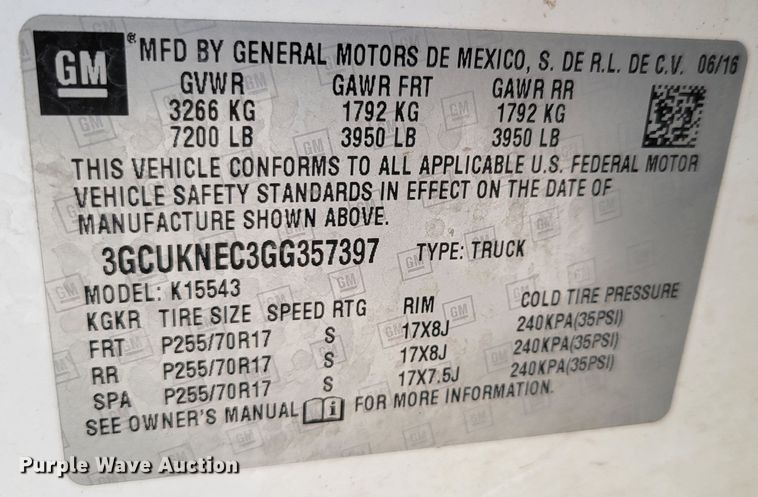 GM ® MFD BY GENERAL MOTORS DE MEXICO, S. DE R.L. DE C.V. 06/16
GVWR GAWR FRT GAWR RR
3266 KG 1792 KG 1792 KG
7200 LB 3950 LB 3950 LB
THIS VEHICLE CONFORMS TO ALL APPLICABLE U.S. FEDERAL MOTOR
VEHICLE SAFETY STANDARDS IN EFFECT ON THE DATE OF
MANUFACTURE SHOWN ABOVE.
3GCUKNEC3GG357397 TYPE: TRUCK
MODEL: K15543
KGKR TIRE SIZE SPEED RTG RIM COLD TIRE PRESSURE
FRT P255/70R17 S 17X8J 240KPA(35PSI)
RR P255/70R17 S 17X8J 240KPA(35PSI)
SPA P255/70R17 S 17X7.5J 240KPA(35PSI)
SEE OWNER'S MANUAL FOR MORE INFORMATION.
Purple Wave Auction